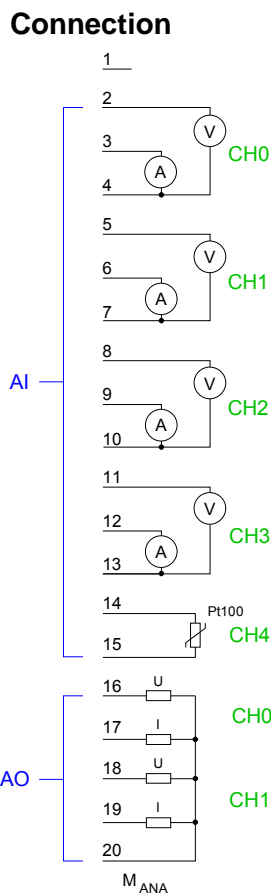 Connection
1
2
V
3
CH0
A
4
5
V
6
CH1
A
7
8
V
AI
9
CH2
A
10
11
V
12
CH3
A
13
14
Pt100
CH4
15
16 U
CH0
17 I
18 U
AO
CH1
19 I
20
M ANA